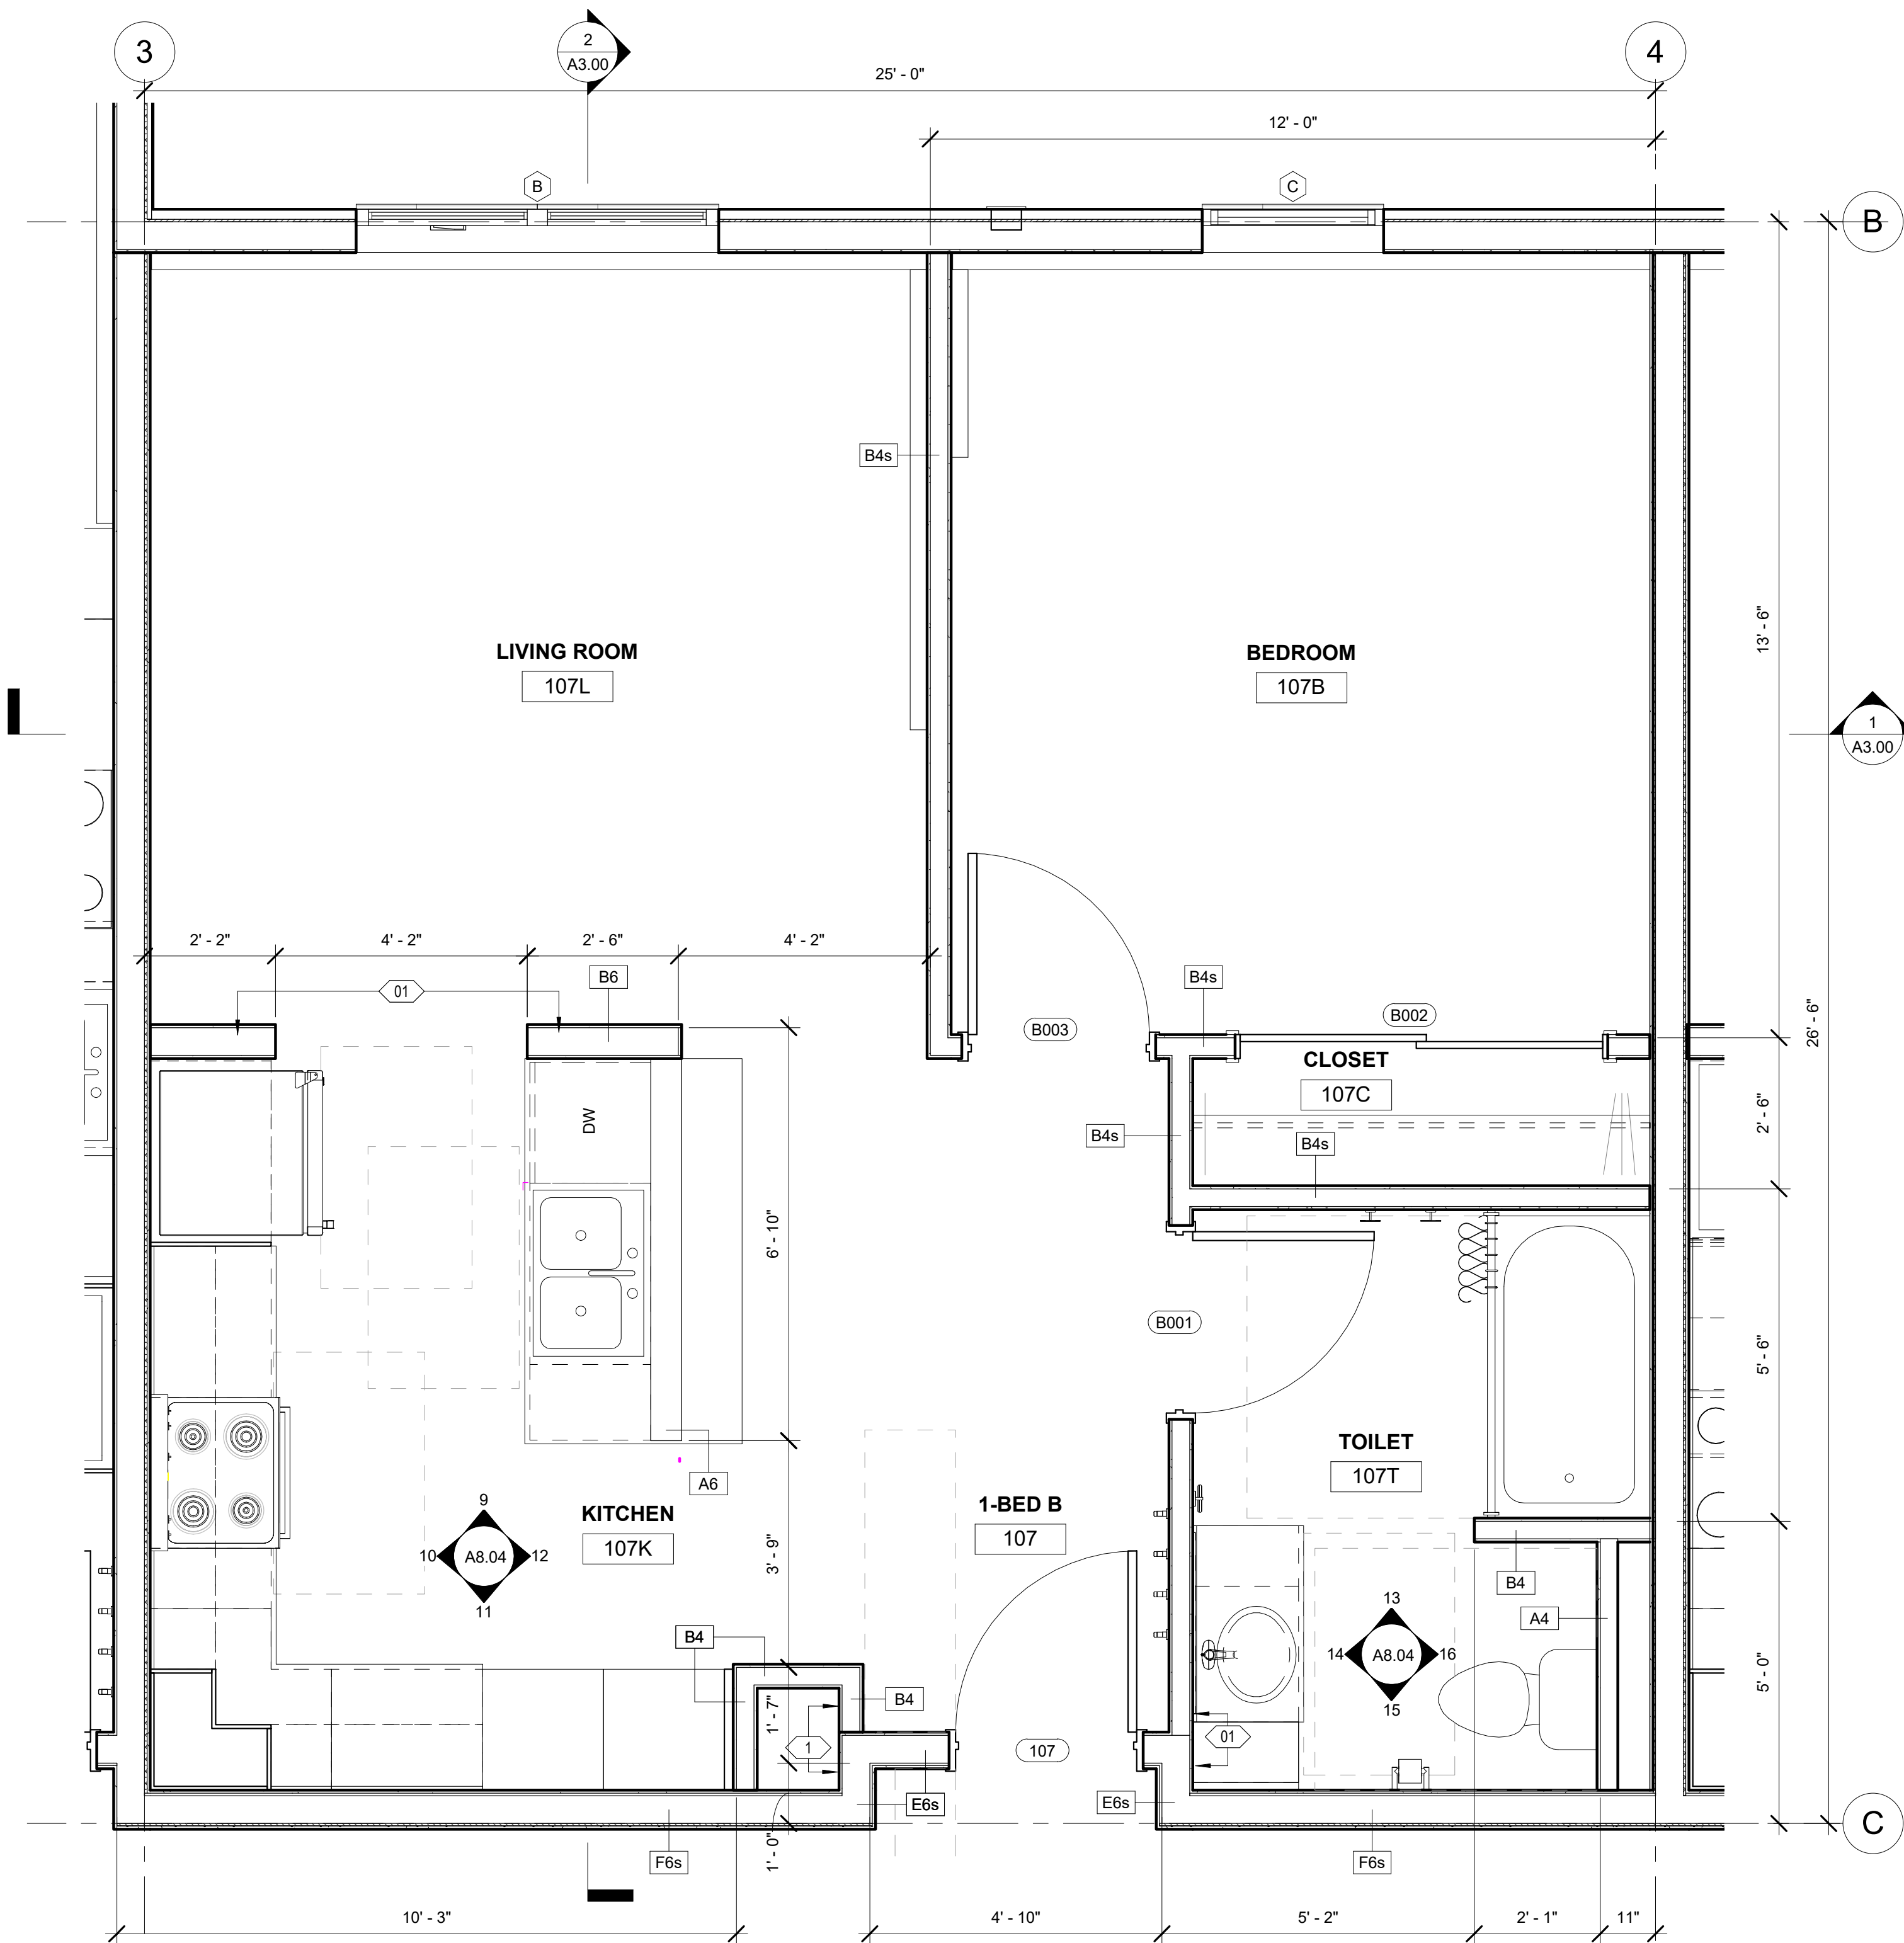 3
2
A3.00
4
25' - 0"
12' - 0"
B
C
B
B4s
13' - 6"
LIVING ROOM
107L
BEDROOM
107B
1
A3.00
2' - 2"
4' - 2"
2' - 6"
4' - 2"
01
B6
B4s
B003
B002
26' - 6"
CLOSET
107C
DW
B4s
B4s
2' - 6"
6' - 10"
B001
5' - 6"
TOILET
107T
A6
9
10
A8.04
12
11
KITCHEN
107K
1-BED B
107
3' - 9"
B4
A4
13
14
A8.04
16
15
B4
B4
5' - 0"
1' - 7"
1
107
01
E6s
E6s
1' - 0"
F6s
F6s
C
10' - 3"
4' - 10"
5' - 2"
2' - 1"
11"